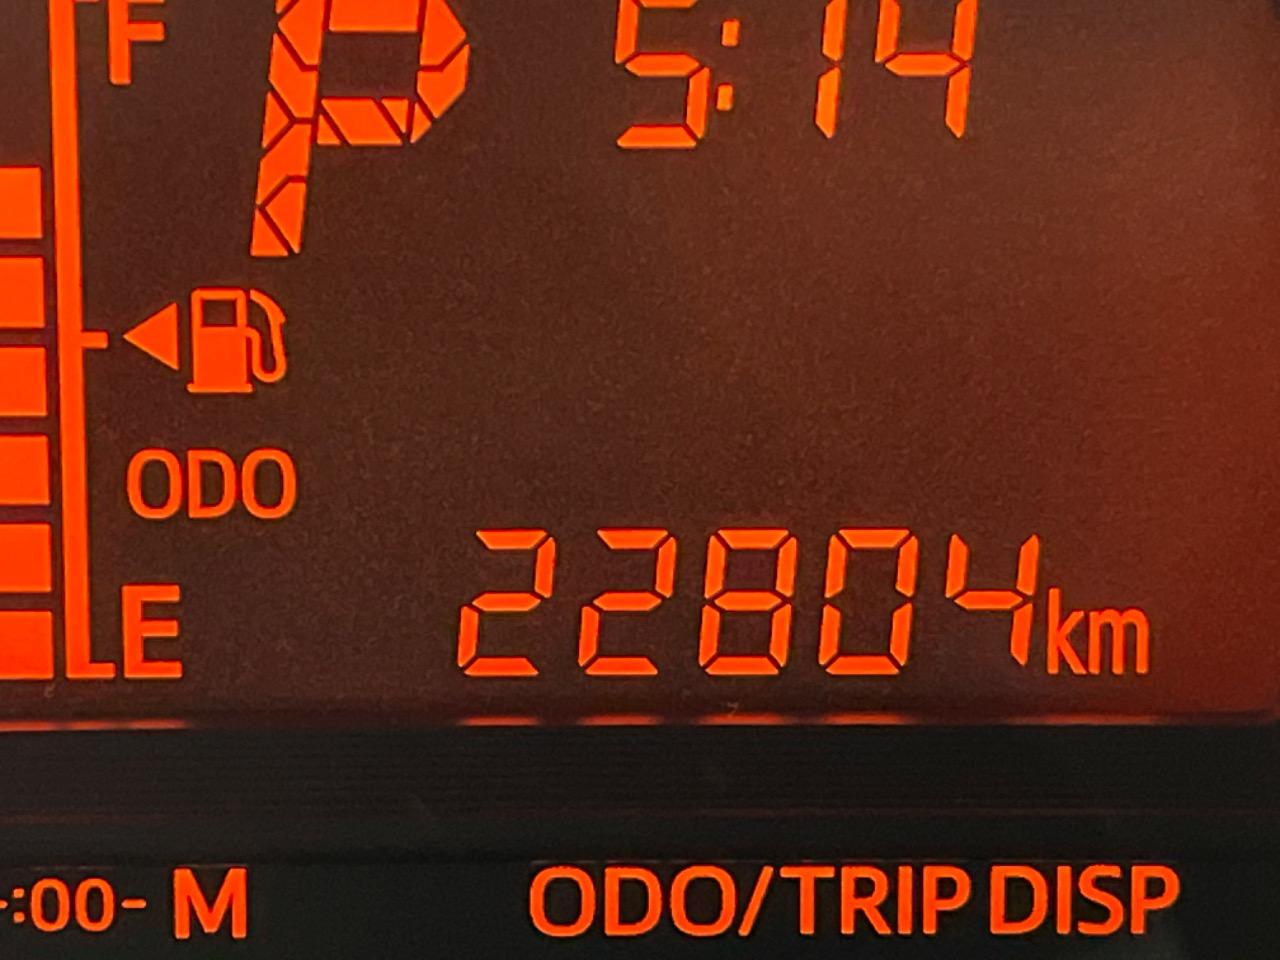 F P 5:14
ODO
E 22804km
-:00- M ODO/TRIP DISP